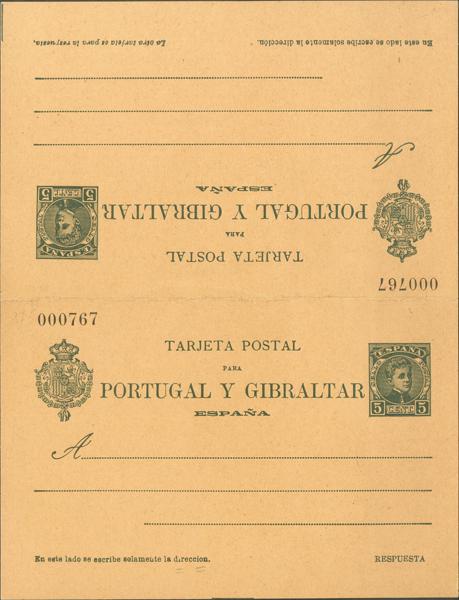 La otra tarjeta es para la respuesta.
En este lado se escribe solamente la dirección.
A
ESPAÑA
PORTUGAL Y GIBRALTAR
PARA
TARJETA POSTAL
ESPAÑA
5 CENTS 5
000767
000767
TARJETA POSTAL
PARA
PORTUGAL Y GIBRALTAR
ESPAÑA
ESPAÑA
5 CENTS 5
A
En este lado se escribe solamente la direccion.
RESPUESTA